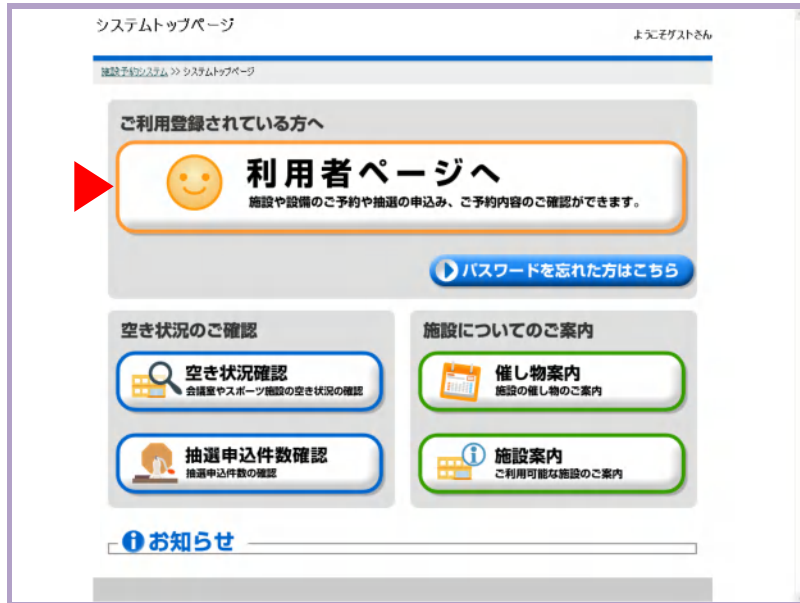 システムトップページ
ようこそゲストさん
施設予約システム >> システムトップページ
ご利用登録されている方へ
利用者ページへ
施設や設備のご予約や抽選の申込み、ご予約内容のご確認ができます。
パスワードを忘れた方はこちら
空き状況のご確認
空き状況確認
会議室やスポーツ施設の空き状況の確認
抽選申込件数確認
抽選申込件数の確認
施設についてのご案内
催し物案内
施設の催し物のご案内
施設案内
ご利用可能な施設のご案内
お知らせ